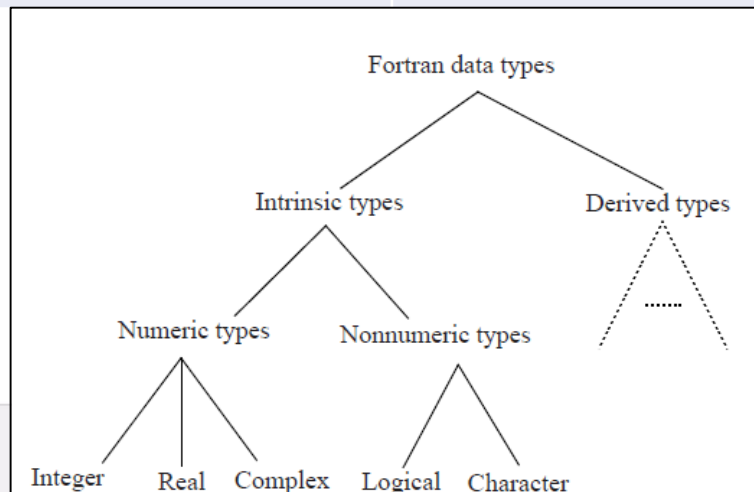 Fortran data types
Intrinsic types
Derived types
.......
Numeric types
Nonnumeric types
Integer
Real
Complex
Logical
Character